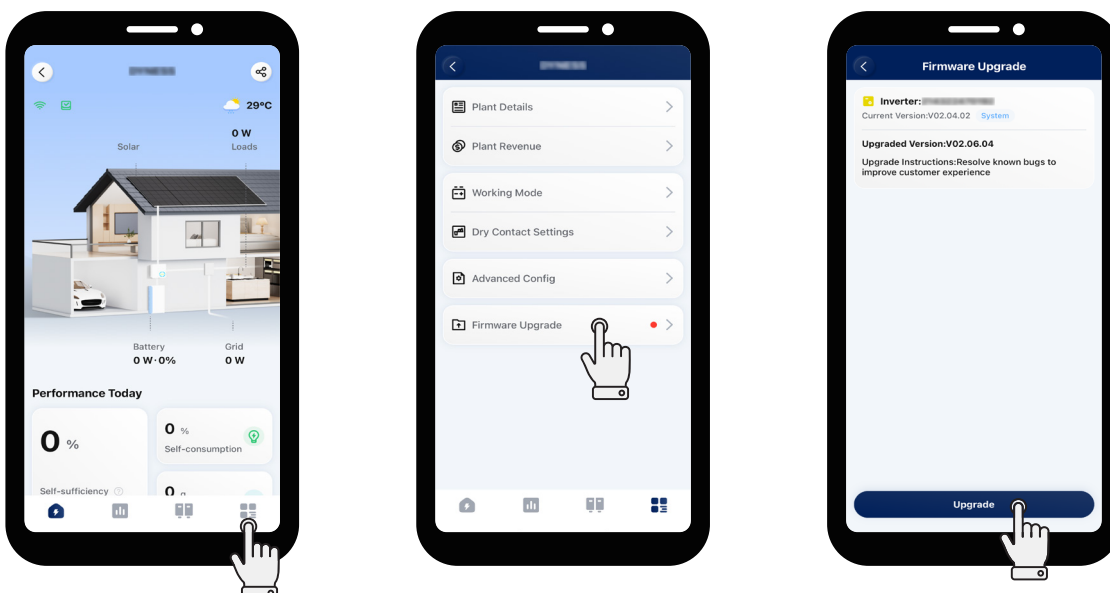 29°C
0 W
Solar
Loads
Battery
Grid
0 W·0%
0 W
Performance Today
0 %
0 %
Self-consumption
Self-sufficiency
0
Plant Details
Plant Revenue
Working Mode
Dry Contact Settings
Advanced Config
Firmware Upgrade
Firmware Upgrade
Inverter:
Current Version:V02.04.02 System
Upgraded Version:V02.06.04
Upgrade Instructions:Resolve known bugs to
improve customer experience
Upgrade